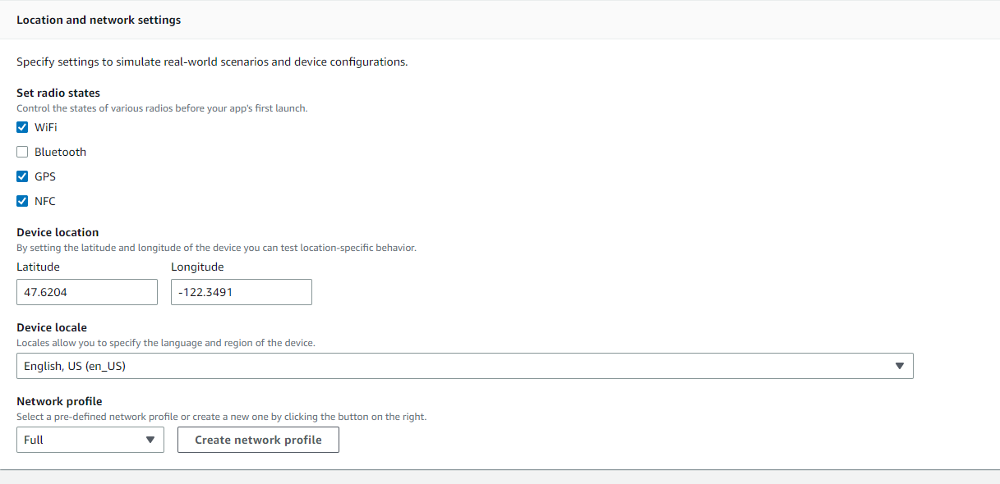 Location and network settings
Specify settings to simulate real-world scenarios and device configurations.
Set radio states
Control the states of various radios before your app's first launch.
WiFi
Bluetooth
GPS
NFC
Device location
By setting the latitude and longitude of the device you can test location-specific behavior.
Latitude Longitude
47.6204 -122.3491
Device locale
Locales allow you to specify the language and region of the device.
English, US (en_US)
Network profile
Select a pre-defined network profile or create a new one by clicking the button on the right.
Full Create network profile